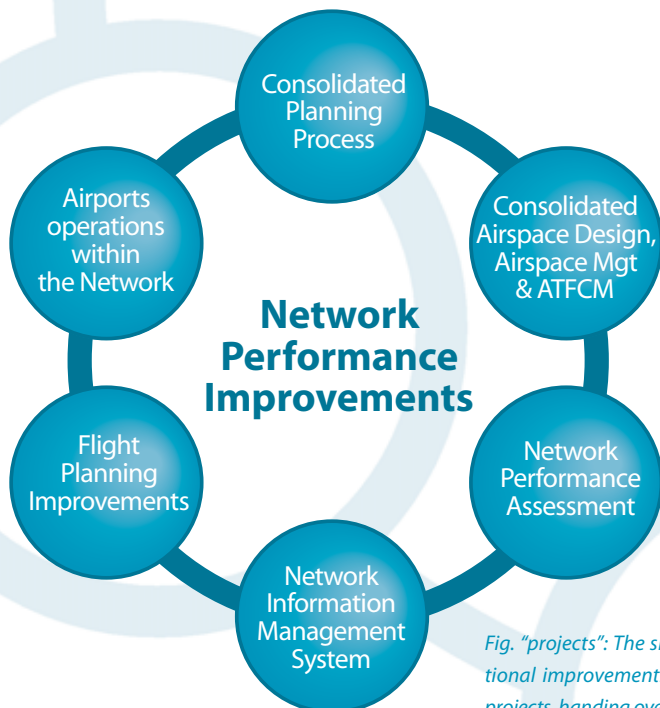 Consolidated
Planning
Process
Consolidated
Airspace Design,
Airspace Mgt
& ATFCM
Network
Performance
Assessment
Network
Information
Management
System
Flight
Planning
Improvements
Airports
operations
within
the Network
Network
Performance
Improvements
Fig. “projects”: The
tional improvement